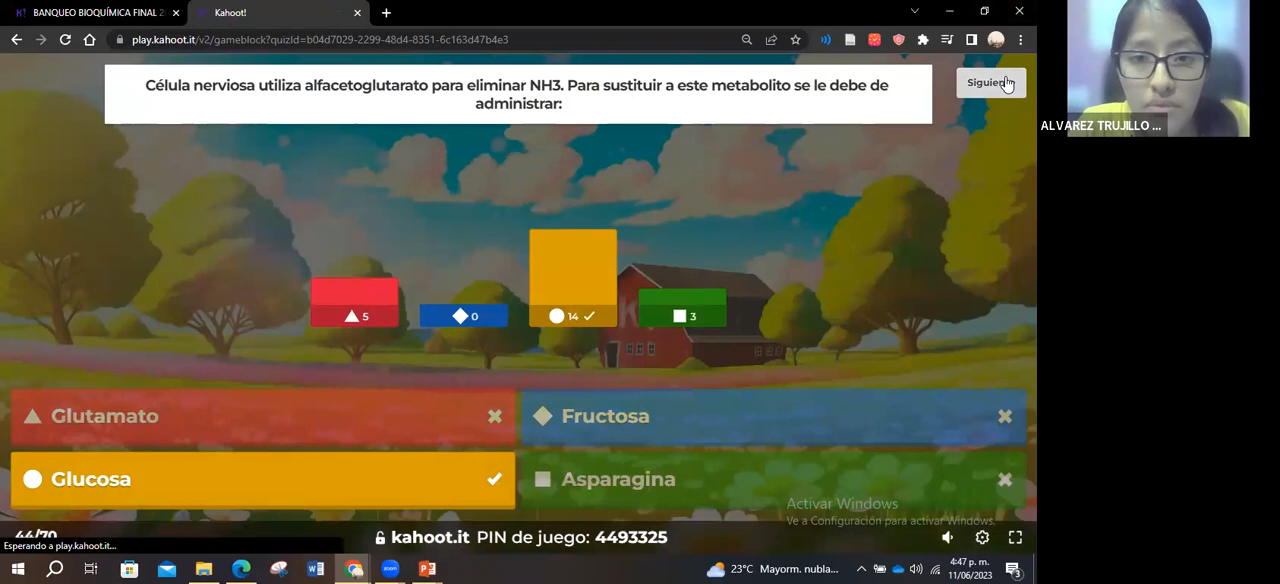 BANQUEO BIOQUÍMICA FINAL 2
Kahoot!
play.kahoot.it/v2/gameblock?quizId=b04d7029-2299-48d4-8351-6c163d47b4e3
Célula nerviosa utiliza alfacetoglutarato para eliminar NH3. Para sustituir a este metabolito se le debe de
administrar:
ALVAREZ TRUJILLO ...
5
0
14
3
Glutamato
Fructosa
Glucosa
Asparagina
Activar Windows
Ve a Configuración para activar Windows.
44/70
kahoot.it PIN de juego: 4493325
Esperando a play.kahoot.it...
zoom
23°C Mayorm. nubla...
4:47 p. m.
11/06/2023
3